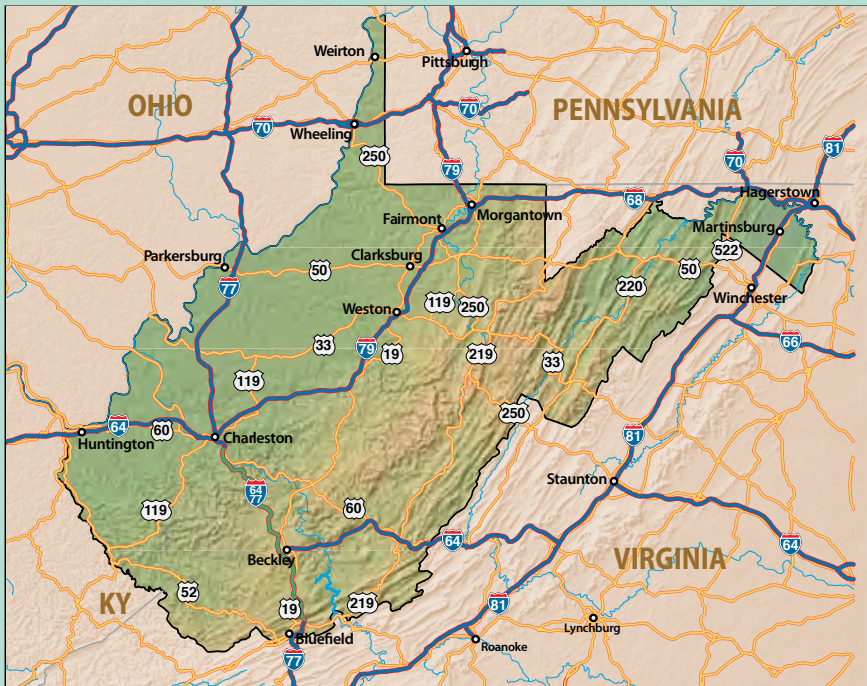 Weirton
Pittsburgh
OHIO
70
PENNSYLVANIA
70
Wheeling
81
250
79
70
Hagerstown
68
Fairmont
Morgantown
Martinsburg
522
Parkersburg
50
Clarksburg
50
77
220
Winchester
Weston
119
250
33
79
19
219
33
66
119
250
64
60
Huntington
Charleston
81
Staunton
64
77
119
60
64
64
Beckley
VIRGINIA
KY
52
19
219
81
Lynchburg
Bluefield
Roanoke
77